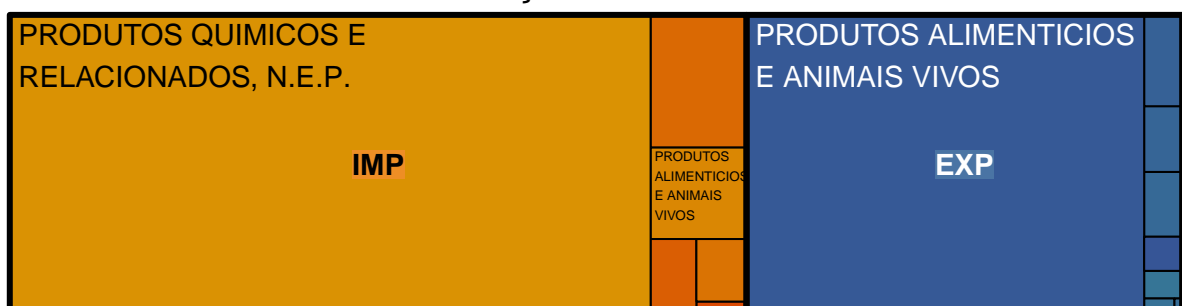 PRODUTOS QUIMICOS E
RELACIONADOS, N.E.P.
IMP
PRODUTOS
ALIMENTICIOS
E ANIMAIS
VIVOS
PRODUTOS ALIMENTICIOS
E ANIMAIS VIVOS
EXP